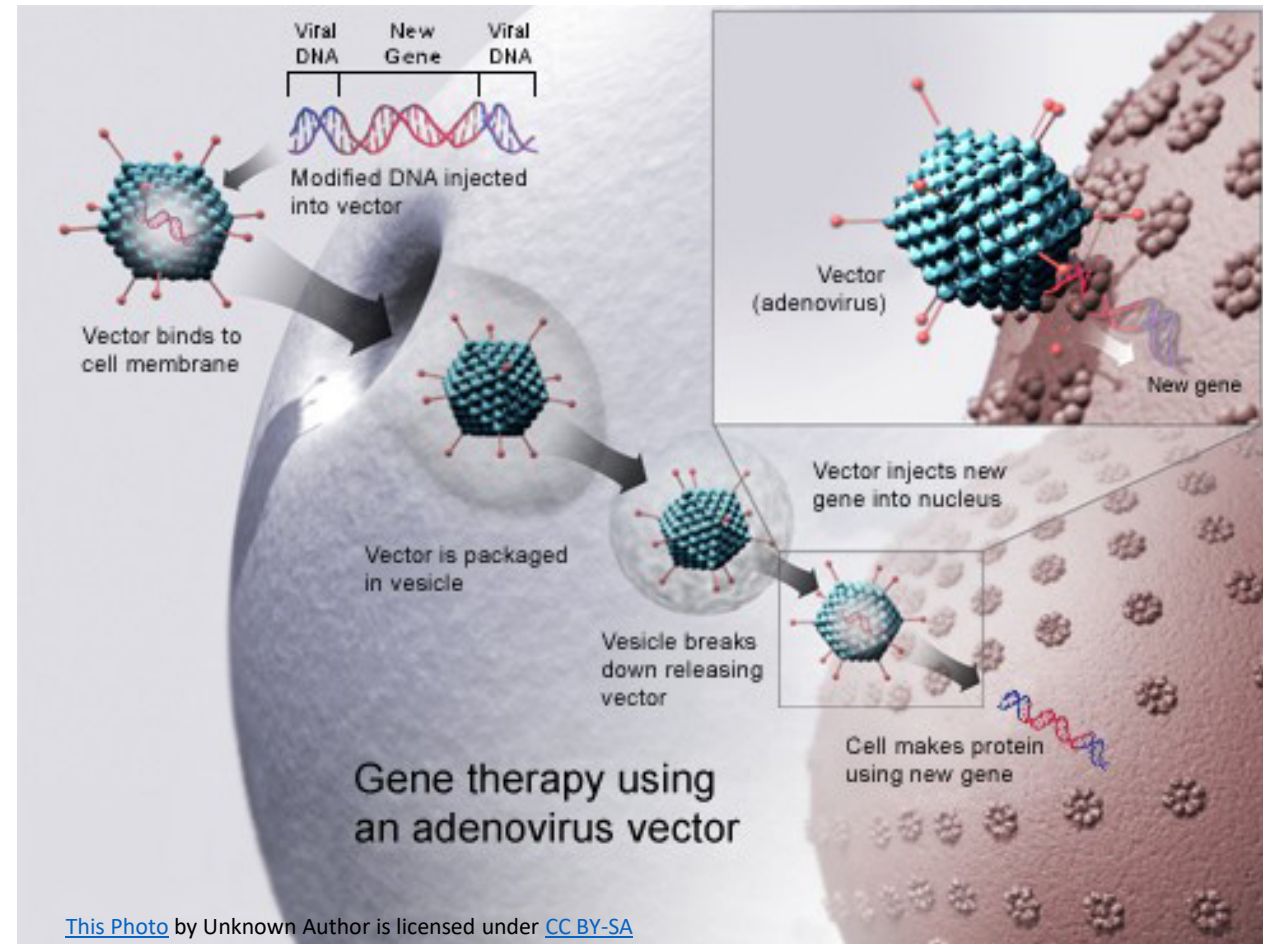 Viral
DNA
New
Gene
Viral
DNA
Modified DNA injected
into vector
Vector binds to
cell membrane
Vector
(adenovirus)
New gene
Vector injects new
gene into nucleus
Vector is packaged
in vesicle
Vesicle breaks
down releasing
vector
Cell makes protein
using new gene
Gene therapy using
an adenovirus vector
This Photo by Unknown Author is licensed under CC BY-SA